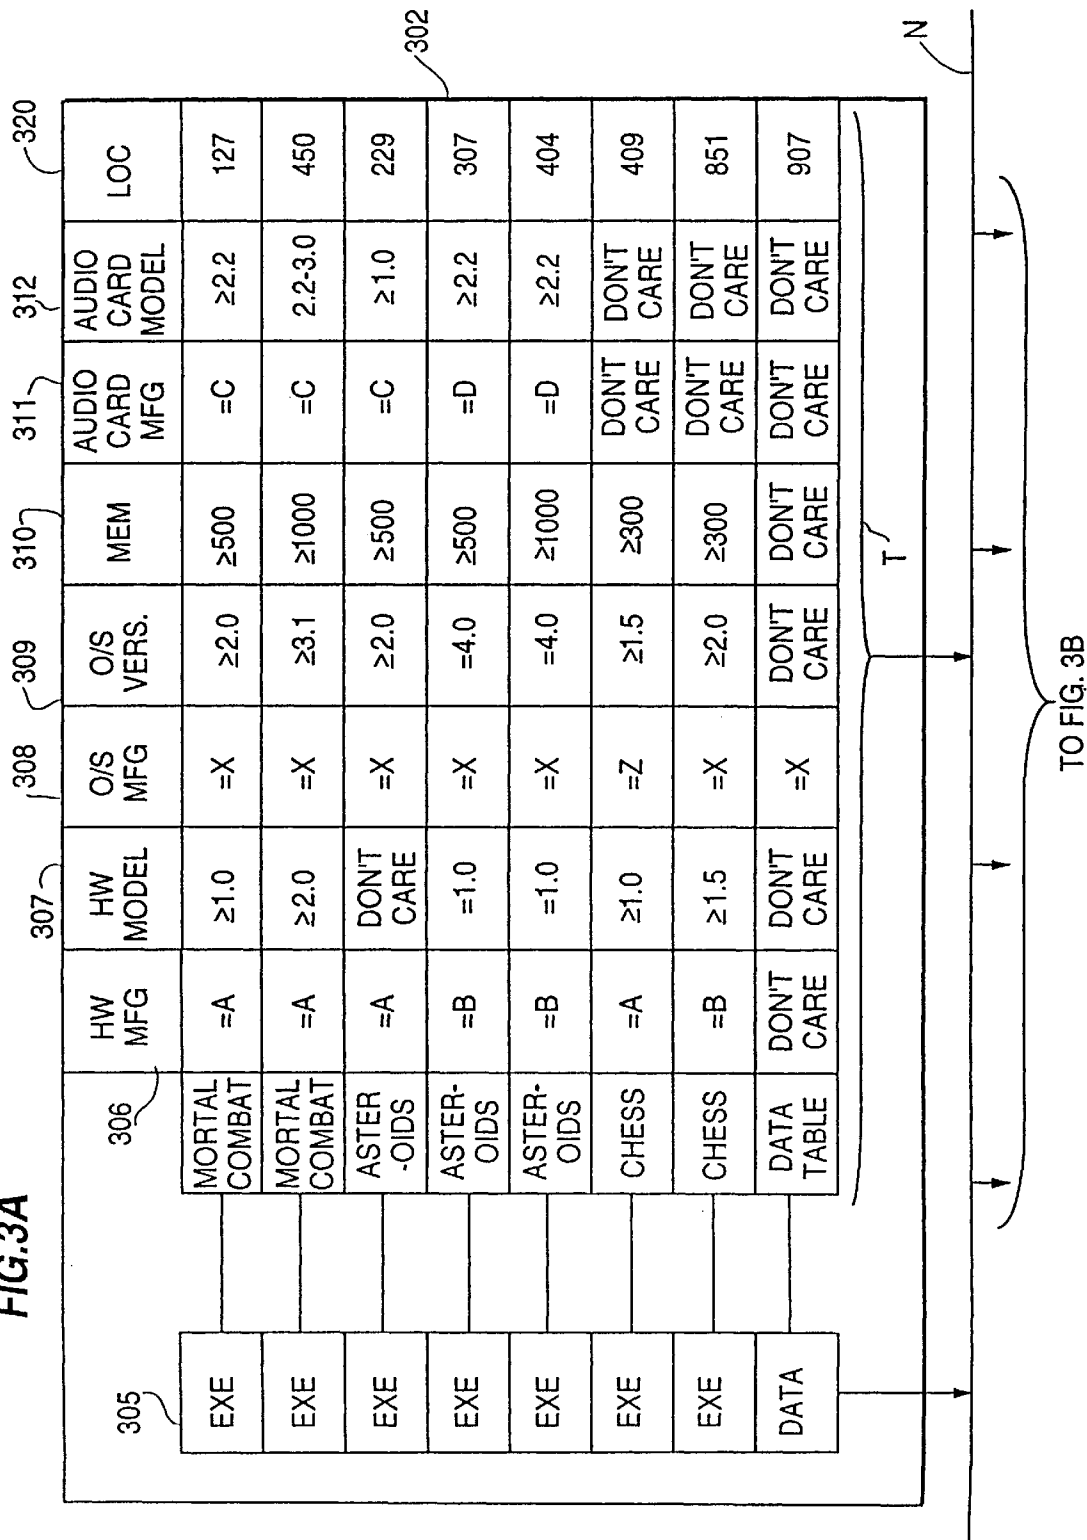 FIG.3A
305
306
307
308
309
310
311
312
320
HW
MFG
HW
MODEL
O/S
MFG
O/S
VERS.
MEM
AUDIO
CARD
MFG
AUDIO
CARD
MODEL
LOC
EXE
MORTAL
COMBAT
=A
≥1.0
=X
≥2.0
≥500
=C
≥2.2
127
EXE
MORTAL
COMBAT
=A
≥2.0
=X
≥3.1
≥1000
=C
2.2-3.0
450
EXE
ASTER
-OIDS
=A
DON'T
CARE
=X
≥2.0
≥500
=C
≥1.0
229
302
EXE
ASTER-
OIDS
=B
=1.0
=X
=4.0
≥500
=D
≥2.2
307
EXE
ASTER-
OIDS
=B
=1.0
=X
=4.0
≥1000
=D
≥2.2
404
EXE
CHESS
=A
≥1.0
=Z
≥1.5
≥300
DON'T
CARE
DON'T
CARE
409
EXE
CHESS
=B
≥1.5
=X
≥2.0
≥300
DON'T
CARE
DON'T
CARE
851
DATA
DATA
TABLE
DON'T
CARE
DON'T
CARE
=X
DON'T
CARE
DON'T
CARE
DON'T
CARE
DON'T
CARE
907
T
N
TO FIG. 3B